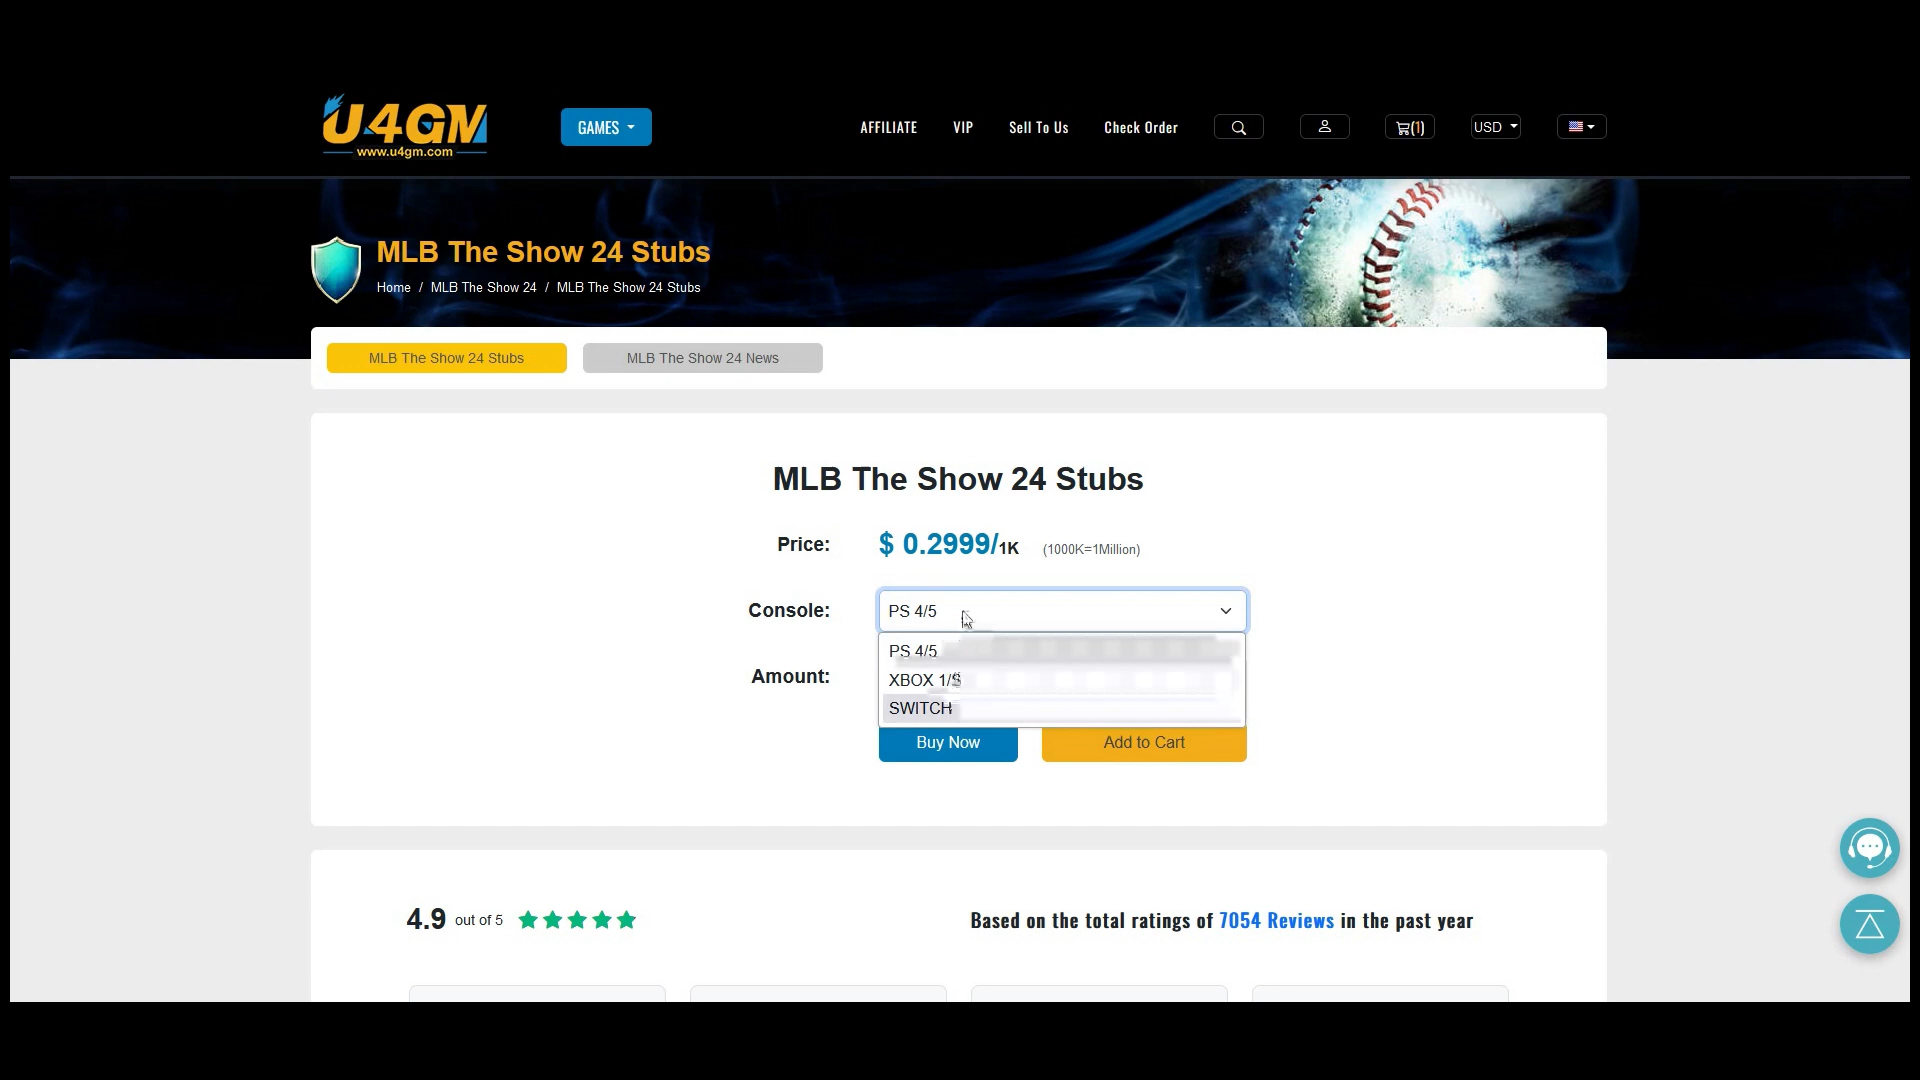 U4GM
www.u4gm.com
GAMES
AFFILIATE
VIP
Sell To Us
Check Order
(1)
USD
MLB The Show 24 Stubs
Home / MLB The Show 24 / MLB The Show 24 Stubs
MLB The Show 24 Stubs
MLB The Show 24 News
MLB The Show 24 Stubs
Price: $ 0.2999/1K (1000K=1Million)
Console: PS 4/5
PS 4/5
XBOX 1/S
SWITCH
Amount:
Buy Now
Add to Cart
4.9 out of 5
Based on the total ratings of 7054 Reviews in the past year